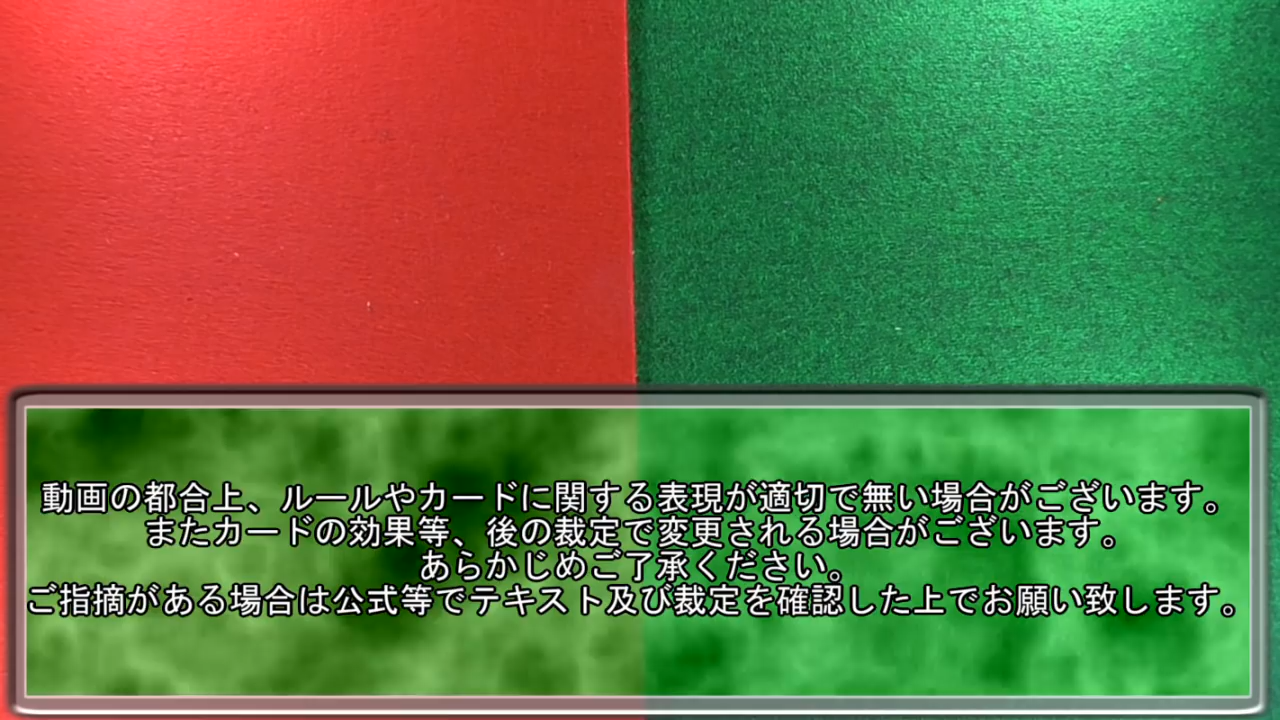 動画の都合上、ルールやカードに関する表現が適切で無い場合がございます。
またカードの効果等、後の裁定で変更される場合がございます。
あらかじめご了承ください。
ご指摘がある場合は公式等でテキスト及び裁定を確認した上でお願い致します。